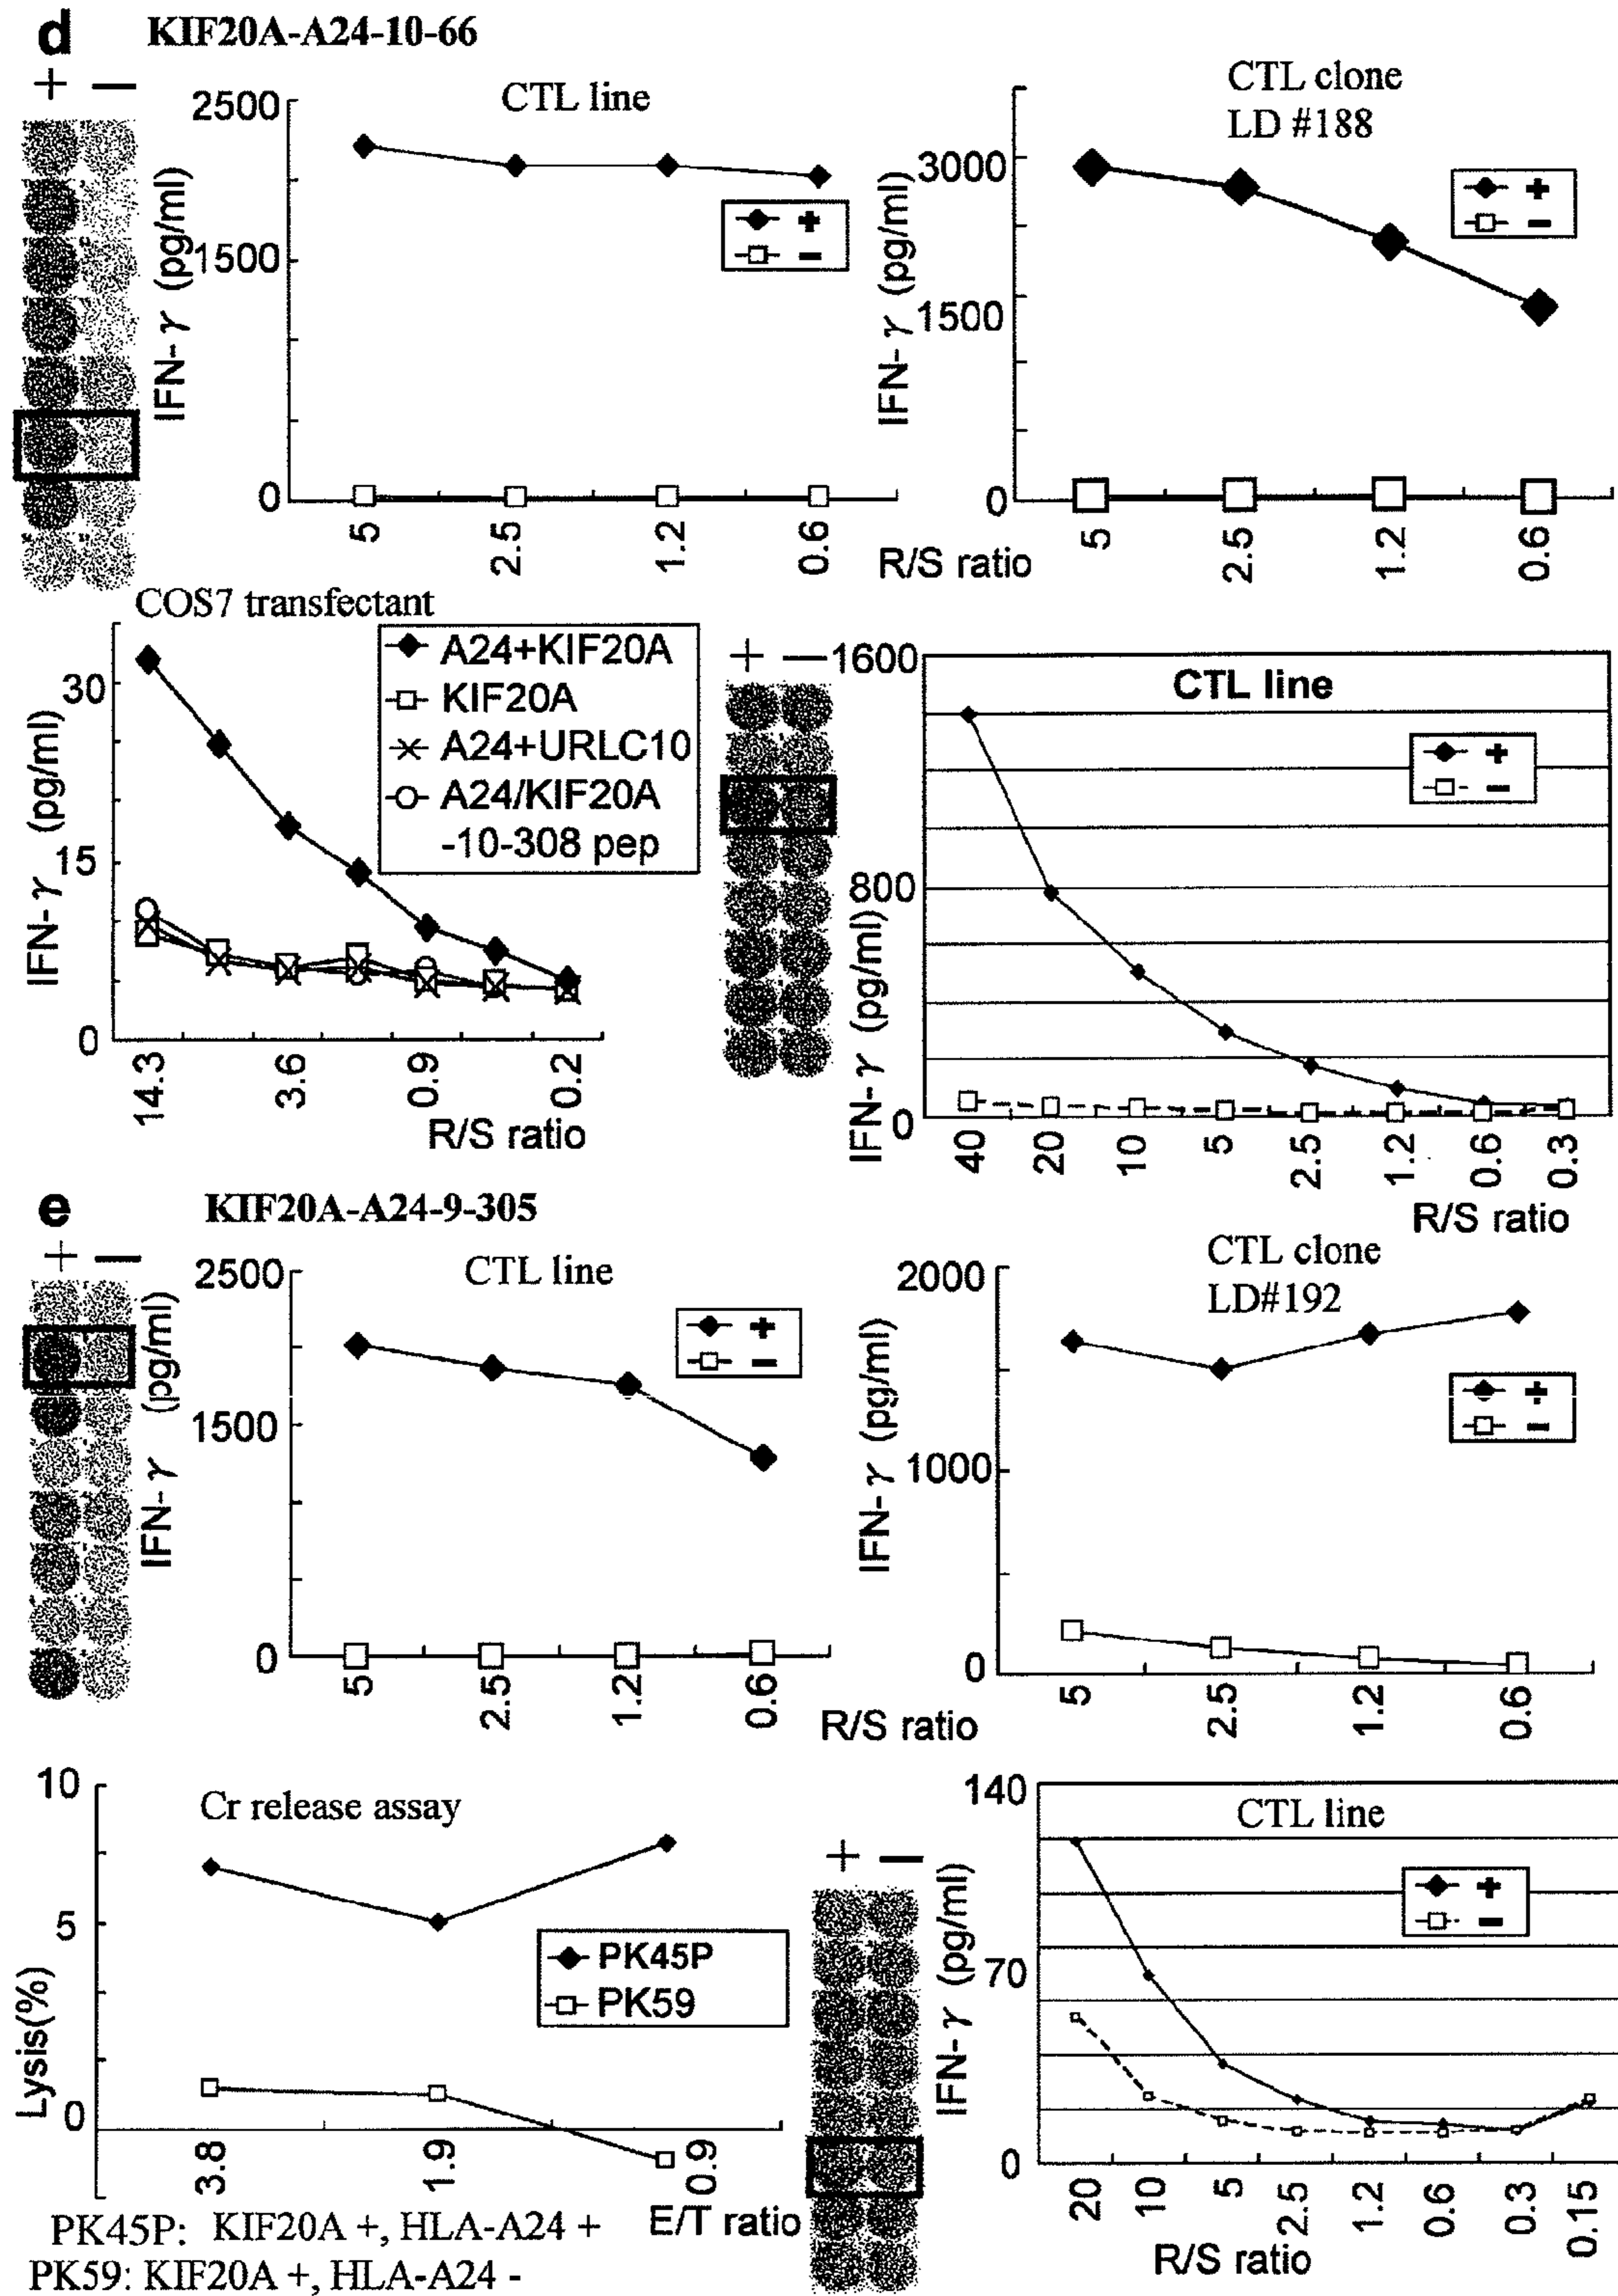 d KIF20A-A24-10-66
+ −
2500
1500
0
IFN-γ (pg/ml)
CTL line
+
−
5 2.5 1.2 0.6
R/S ratio
CTL clone
LD #188
3000
1500
0
IFN-γ (pg/ml)
+
−
5 2.5 1.2 0.6
COS7 transfectant
30
15
0
IFN-γ (pg/ml)
A24+KIF20A
KIF20A
A24+URLC10
A24/KIF20A
-10-308 pep
14.3 3.6 0.9 0.2
R/S ratio
+ −
1600
800
0
IFN-γ (pg/ml)
CTL line
+
−
40 20 10 5 2.5 1.2 0.6 0.3
R/S ratio
e KIF20A-A24-9-305
+ −
2500
1500
0
IFN-γ (pg/ml)
CTL line
+
−
5 2.5 1.2 0.6
R/S ratio
CTL clone
LD#192
2000
1000
0
IFN-γ (pg/ml)
+
−
5 2.5 1.2 0.6
10
5
0
Lysis(%)
Cr release assay
PK45P
PK59
3.8 1.9 0.9
E/T ratio
PK45P: KIF20A +, HLA-A24 +
PK59: KIF20A +, HLA-A24 -
+ −
140
70
0
IFN-γ (pg/ml)
CTL line
+
−
20 10 5 2.5 1.2 0.6 0.3 0.15
R/S ratio